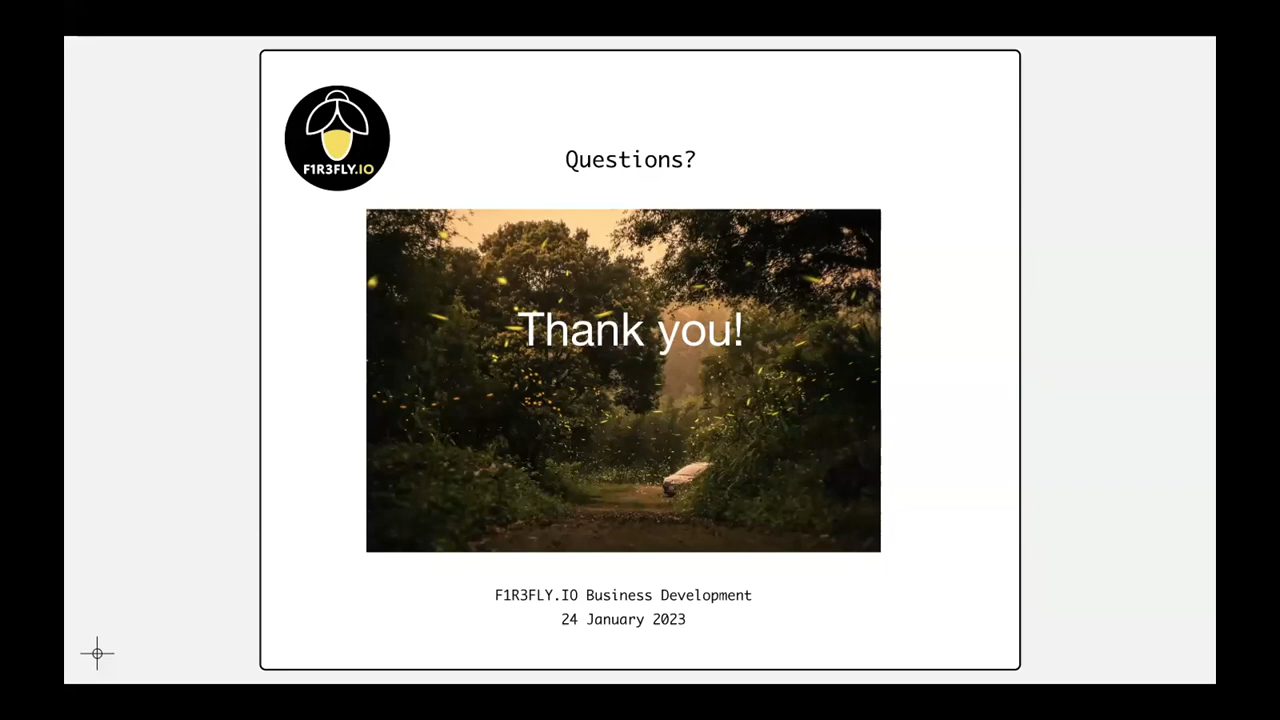 F1R3FLY.IO
Questions?
Thank you!
F1R3FLY.IO Business Development
24 January 2023